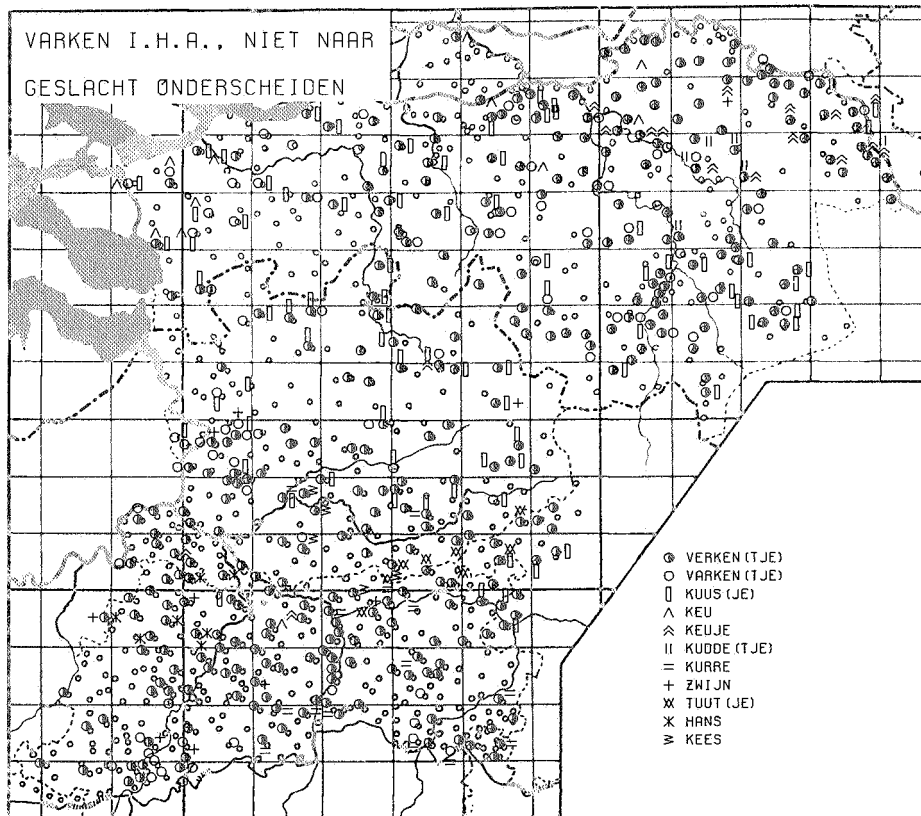 VARKEN I.H.A., NIET NAAR
GESLACHT ONDERSCHEIDEN
VERKEN(TJE)
VARKEN(TJE)
KUUS(JE)
KEU
KEUJE
KUDDE(TJE)
KURRE
ZWIJN
TUUT(JE)
HANS
KEES